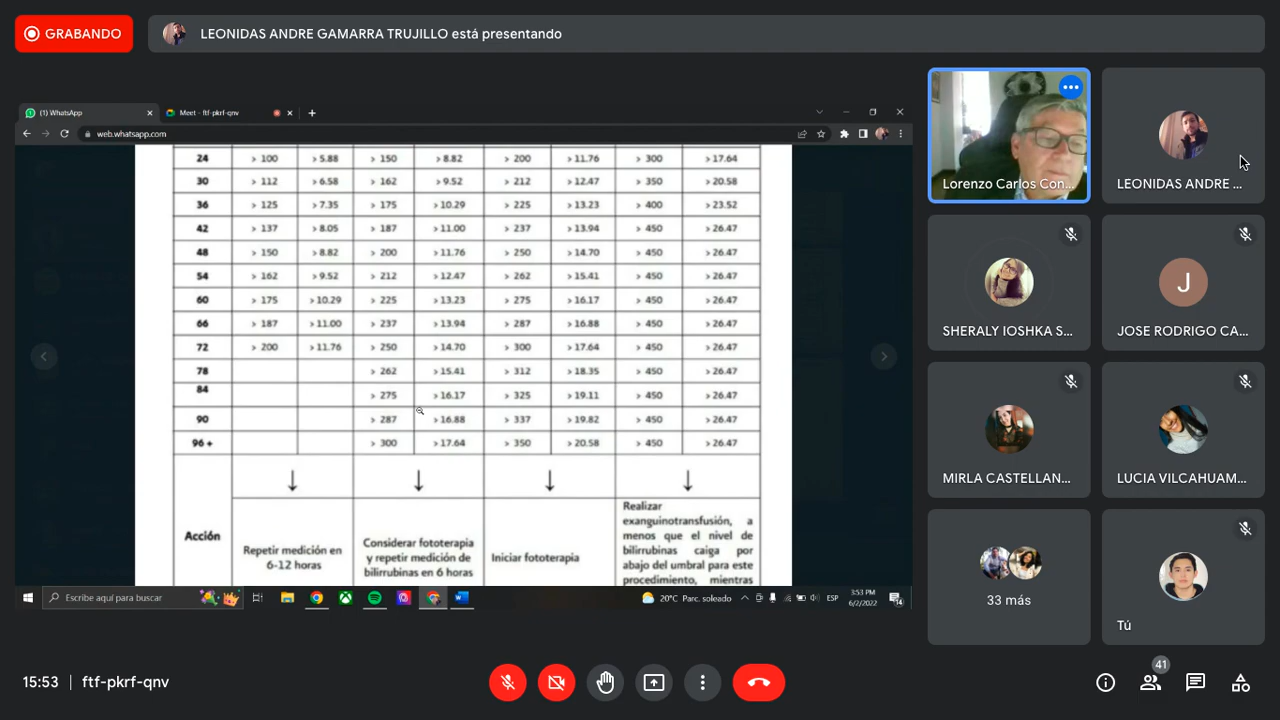 GRABANDO
LEONIDAS ANDRE GAMARRA TRUJILLO está presentando
(1) WhatsApp
Meet - ftf-pkrf-qnv
web.whatsapp.com
24 > 100 > 5.88 > 150 > 8.82 > 200 > 11.76 > 300 > 17.64
30 > 112 > 6.58 > 162 > 9.52 > 212 > 12.47 > 350 > 20.58
36 > 125 > 7.35 > 175 > 10.29 > 225 > 13.23 > 400 > 23.52
42 > 137 > 8.05 > 187 > 11.00 > 237 > 13.94 > 450 > 26.47
48 > 150 > 8.82 > 200 > 11.76 > 250 > 14.70 > 450 > 26.47
54 > 162 > 9.52 > 212 > 12.47 > 262 > 15.41 > 450 > 26.47
60 > 175 > 10.29 > 225 > 13.23 > 275 > 16.17 > 450 > 26.47
66 > 187 > 11.00 > 237 > 13.94 > 287 > 16.88 > 450 > 26.47
72 > 200 > 11.76 > 250 > 14.70 > 300 > 17.64 > 450 > 26.47
78 > 262 > 15.41 > 312 > 18.35 > 450 > 26.47
84 > 275 > 16.17 > 325 > 19.11 > 450 > 26.47
90 > 287 > 16.88 > 337 > 19.82 > 450 > 26.47
96 + > 300 > 17.64 > 350 > 20.58 > 450 > 26.47
Acción
Repetir medición en
6-12 horas
Considerar fototerapia
y repetir medición de
bilirrubinas en 6 horas
Iniciar fototerapia
Realizar
exanguinotransfusión, a
menos que el nivel de
bilirrubinas caiga por
abajo del umbral para este
procedimiento, mientras
Escribe aquí para buscar
20°C Parc. soleado
ESP
3:53 PM
6/2/2022
14
Lorenzo Carlos Con...
LEONIDAS ANDRE ...
SHERALY IOSHKA S...
J
JOSE RODRIGO CA...
MIRLA CASTELLAN...
LUCIA VILCAHUAM...
33 más
Tú
15:53 | ftf-pkrf-qnv
41